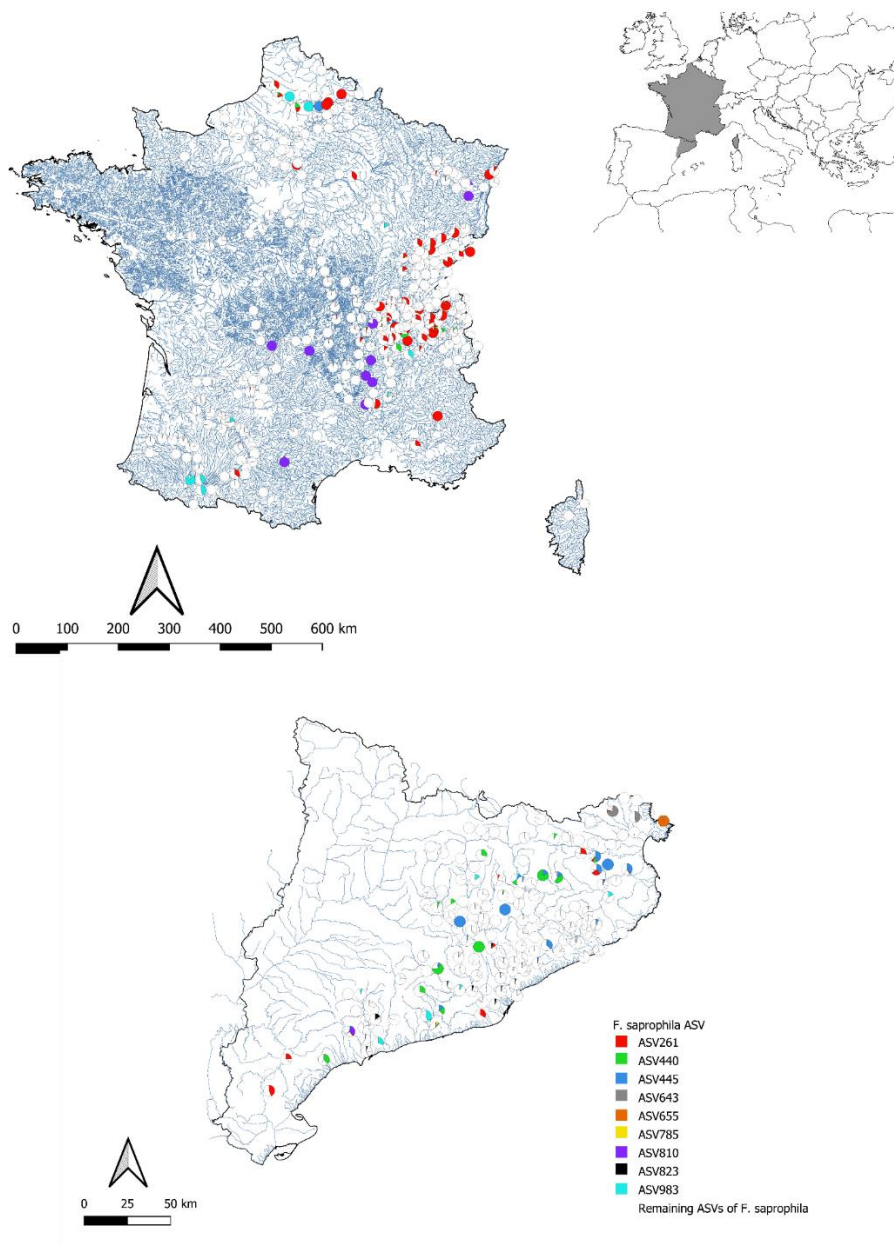 0 100 200 300 400 500 600 km
F. saprophila ASV
ASV261
ASV440
ASV445
ASV643
ASV655
ASV785
ASV810
ASV823
ASV983
Remaining ASVs of F. saprophila
0 25 50 km